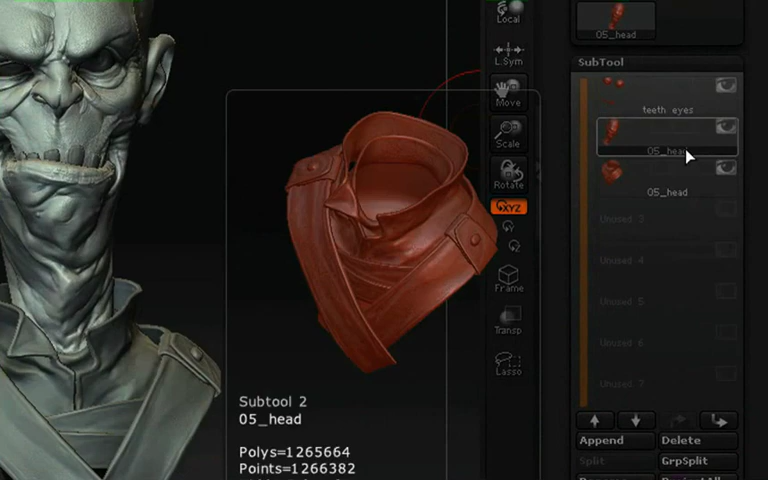 05_head
Local
SubTool
L.Sym
teeth eyes
Move
05_head
Scale
Rotate
05_head
XYZ
Unused 3
Unused 4
Frame
Unused 5
Transp
Unused 6
Lasso
Unused 7
Subtool 2
05_head
Append
Delete
Polys=1265664
Split
GrpSplit
Points=1266382